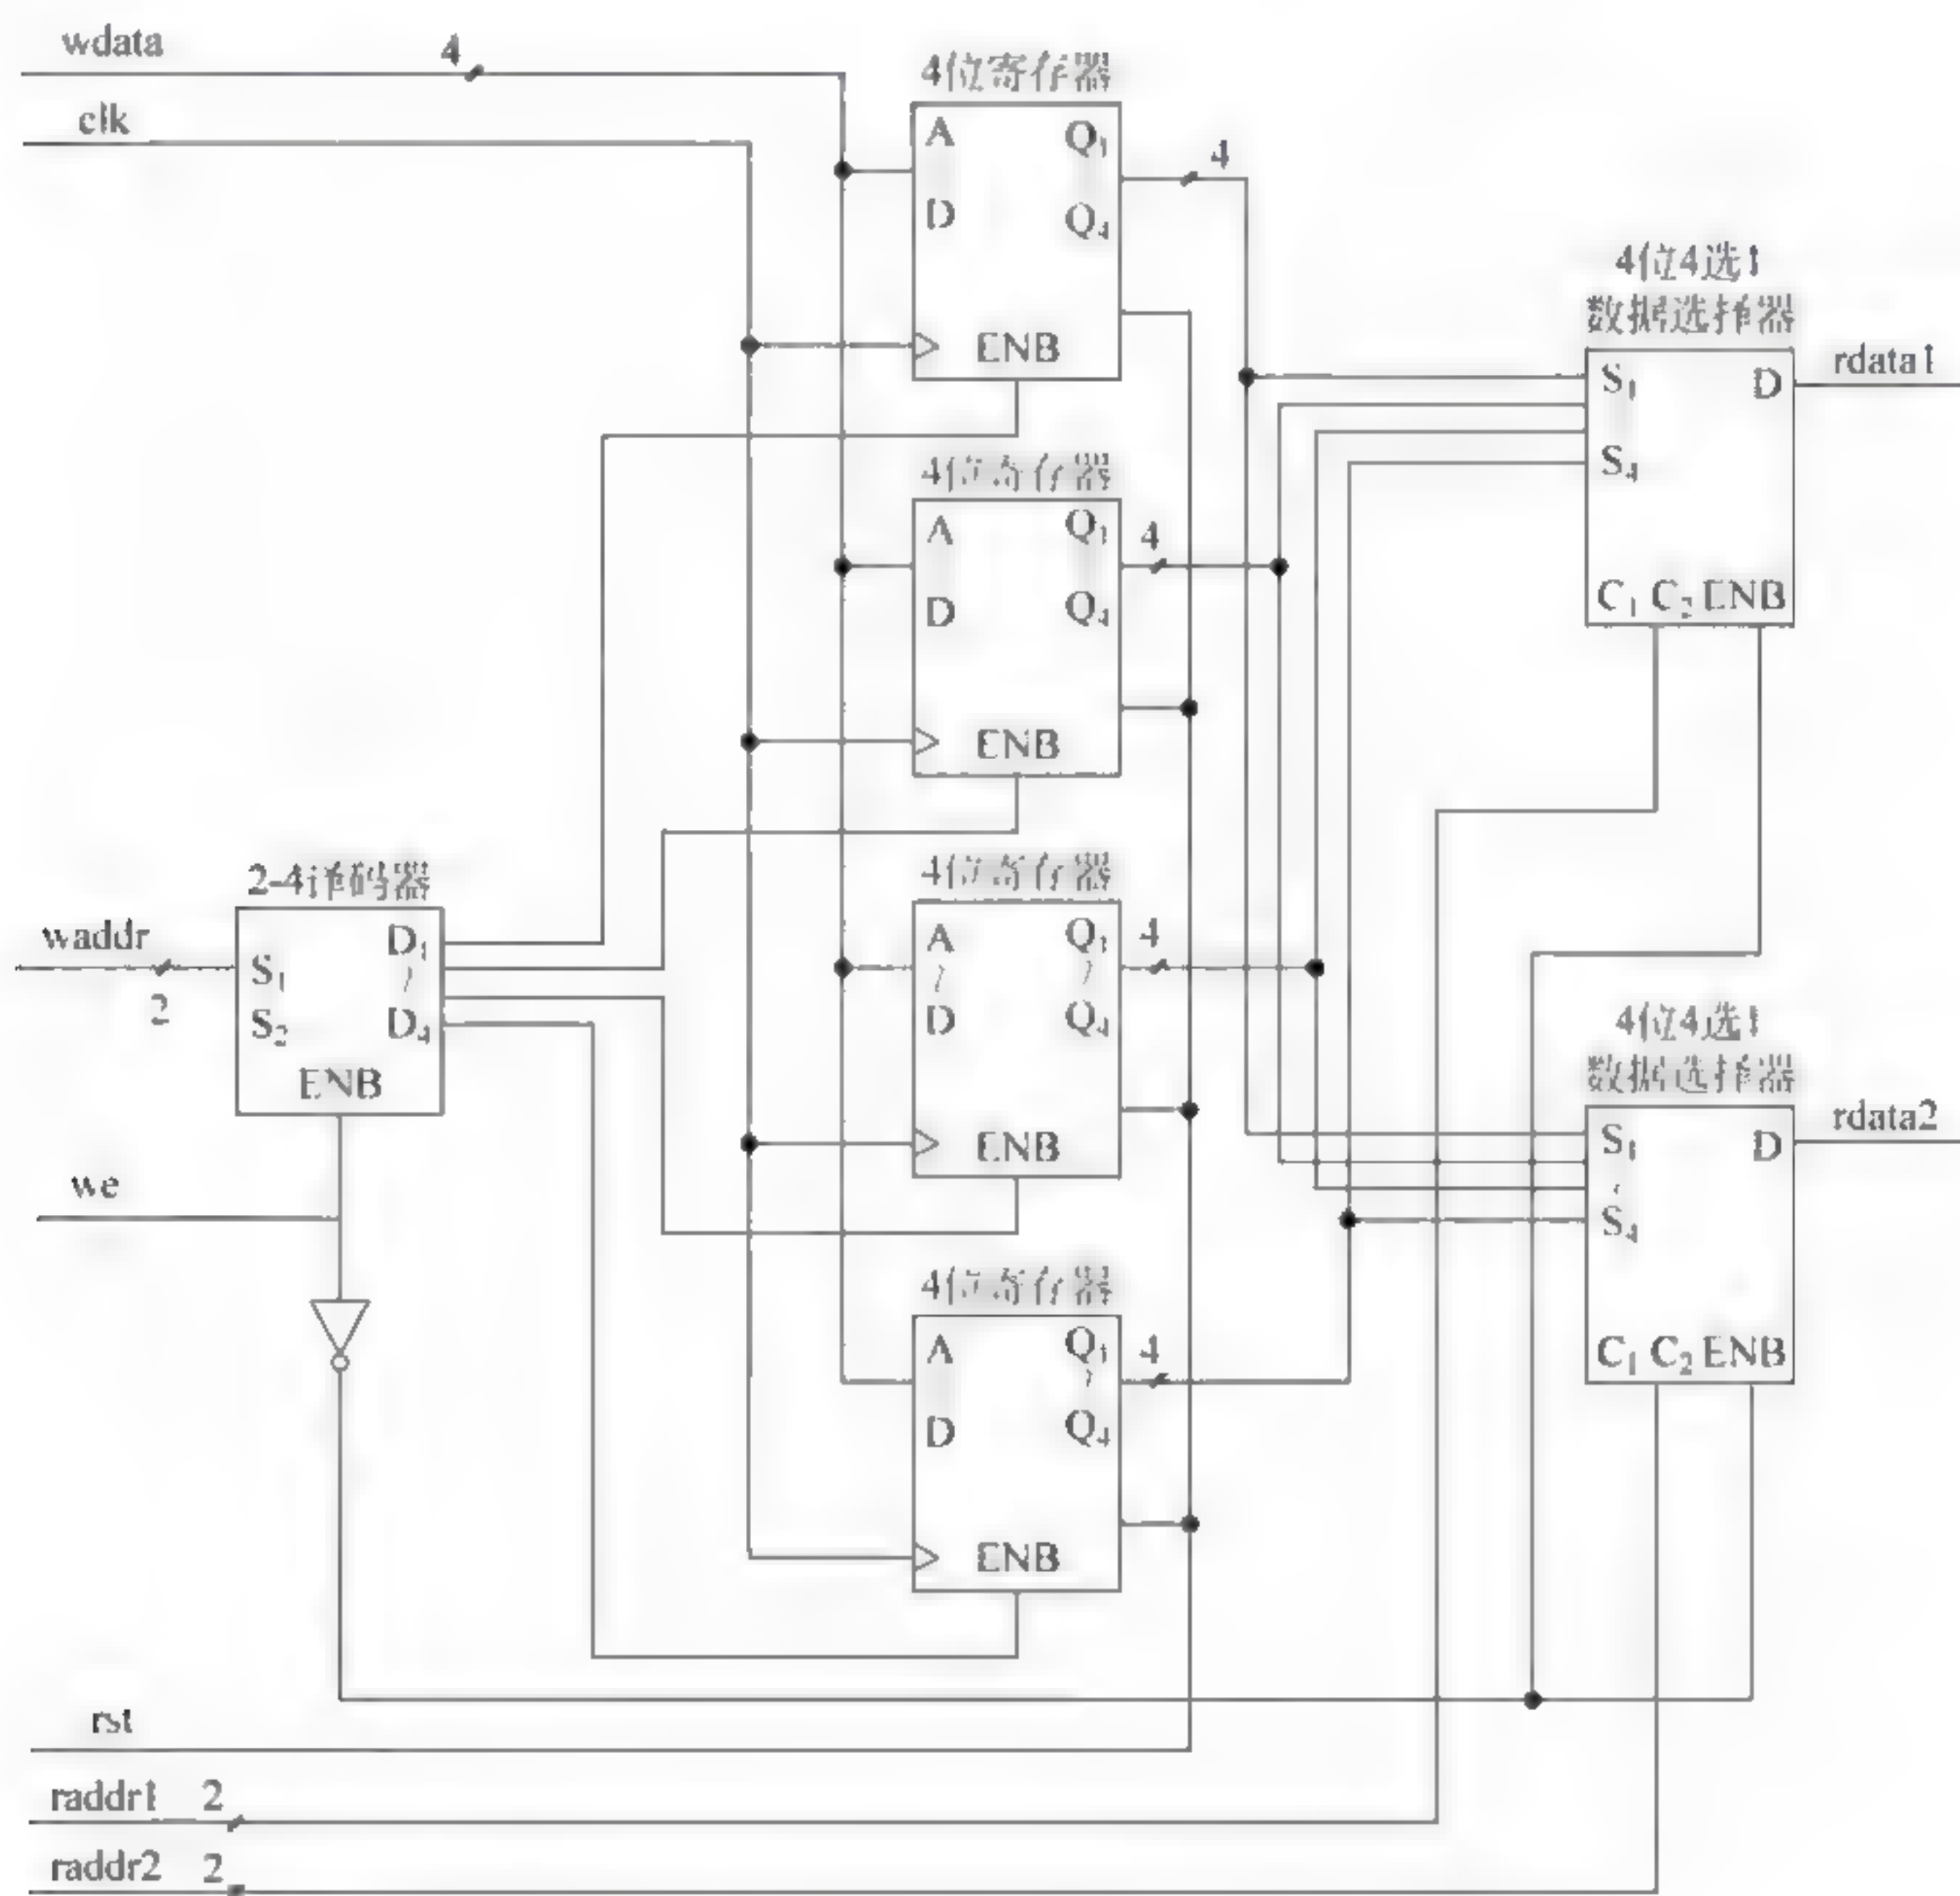 wdata
4
clk
4位寄存器
A
Q1
D
Q4
ENB
4
4位4选1
数据选择器
S1
D
S4
C1 C2 ENB
rdata1
4位寄存器
A
Q1
D
Q4
ENB
4
2-4译码器
waddr
2
S1
D1
S2
D4
ENB
we
4位寄存器
A
Q1
D
Q4
ENB
4
4位4选1
数据选择器
S1
D
S4
C1 C2 ENB
rdata2
4位寄存器
A
Q1
D
Q4
ENB
4
rst
raddr1 2
raddr2 2